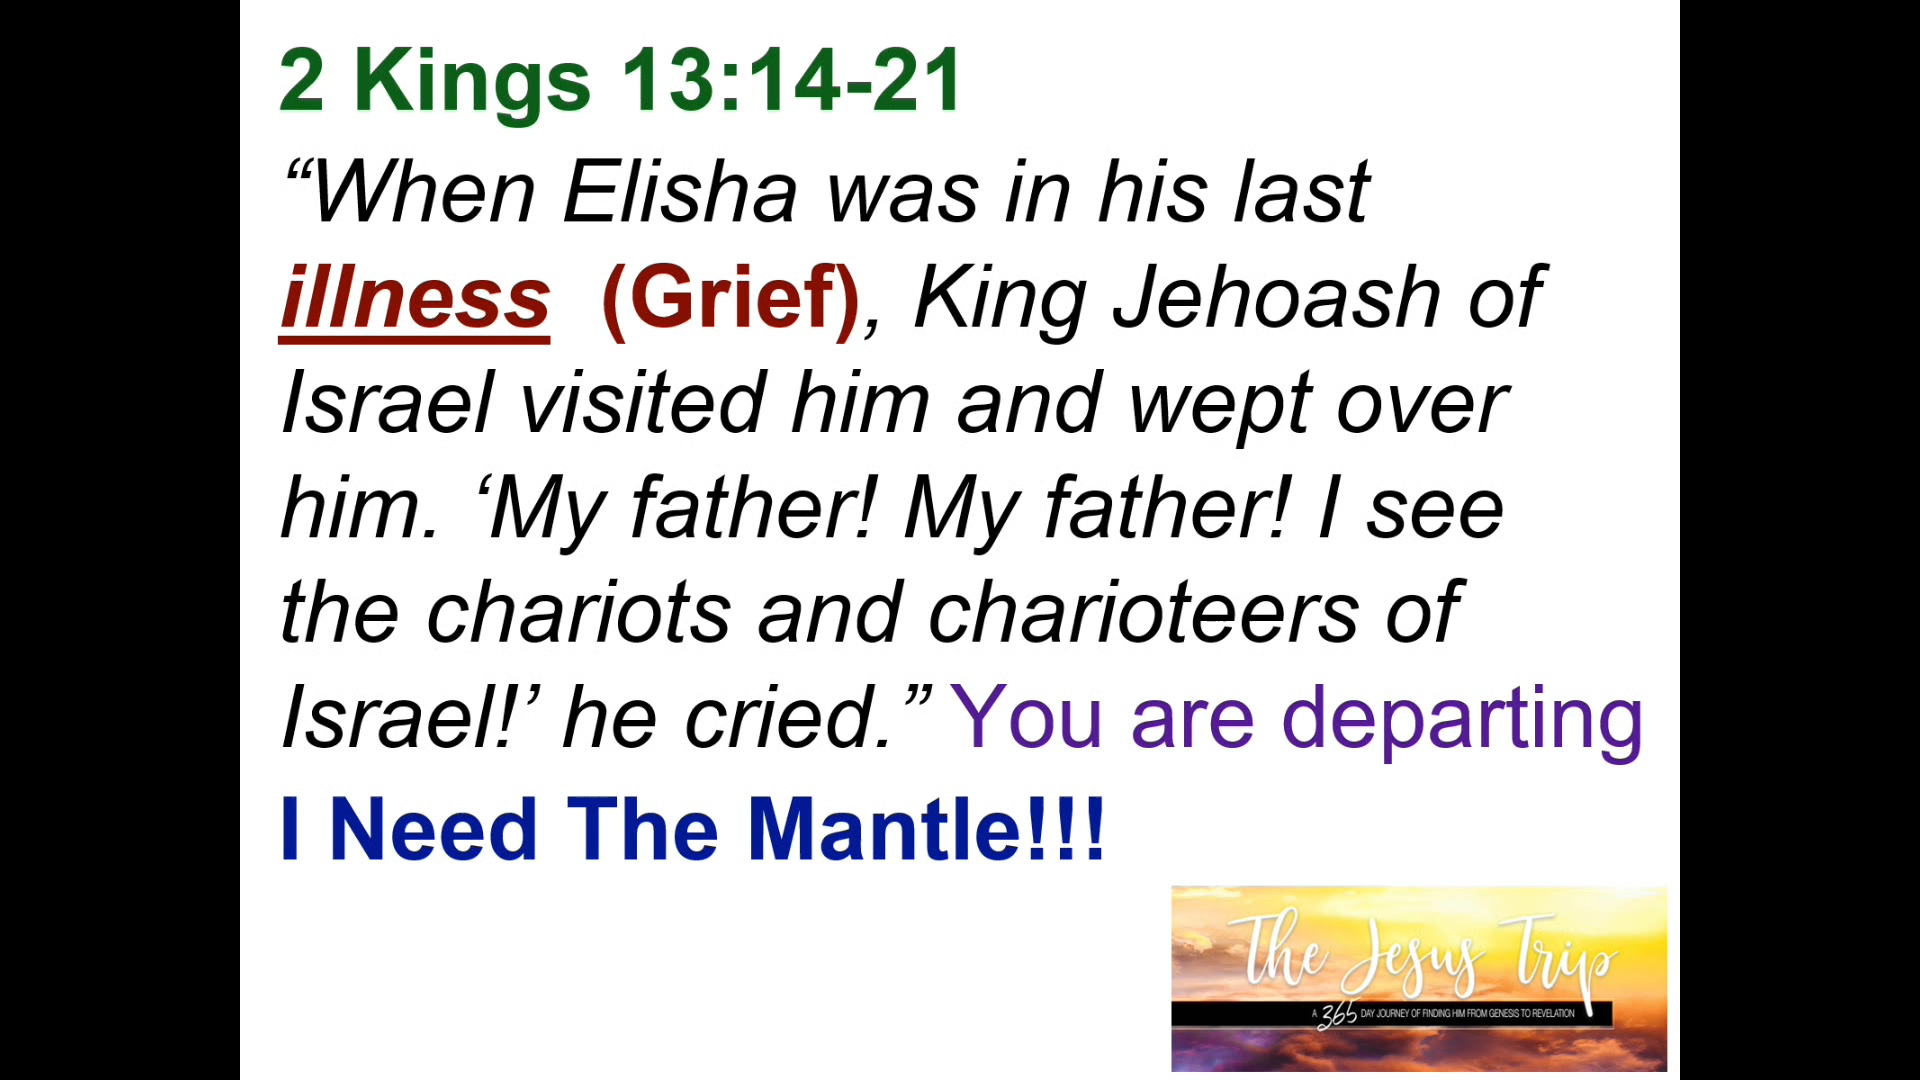 2 Kings 13:14-21
“When Elisha was in his last
illness (Grief), King Jehoash of
Israel visited him and wept over
him. ‘My father! My father! I see
the chariots and charioteers of
Israel!’ he cried.” You are departing
I Need The Mantle!!!
The Jesus Trip
A 365 DAY JOURNEY OF FINDING HIM FROM GENESIS TO REVELATION